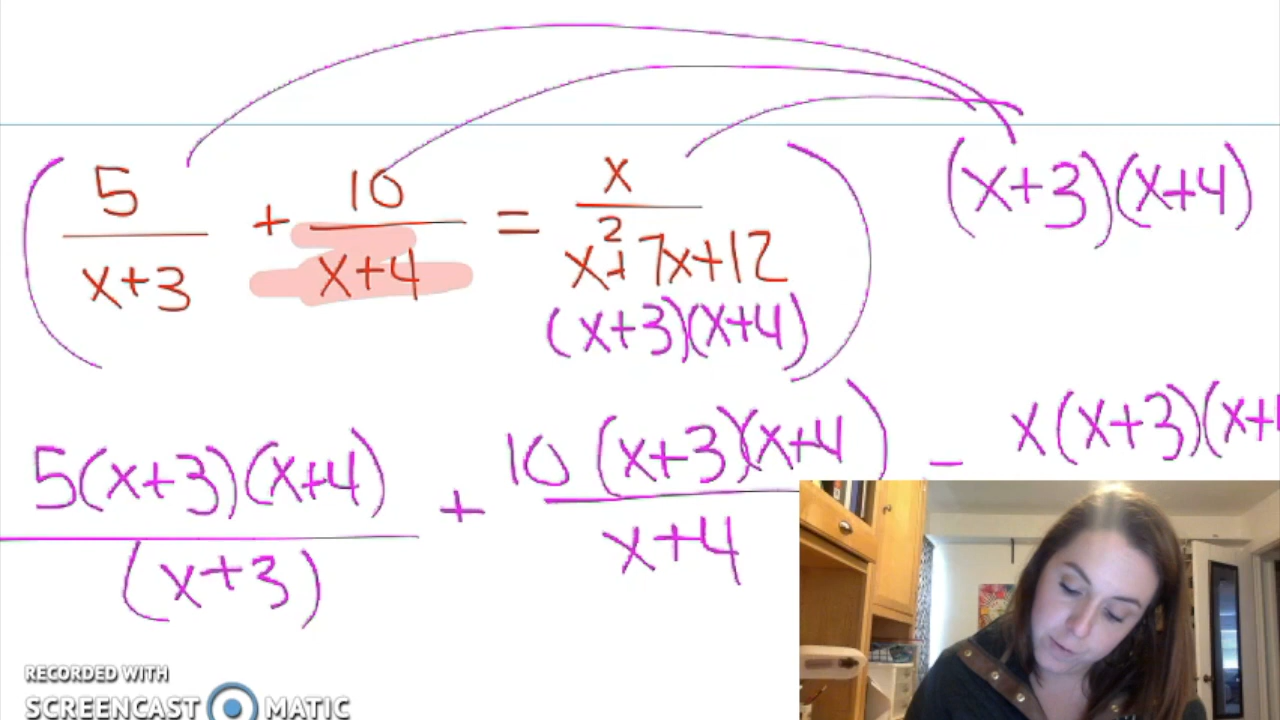 ( 5/(x+3) + 10/(x+4) = x/(x²+7x+12) ) (x+3)(x+4)
(x+3)(x+4)
5(x+3)(x+4)/(x+3) + 10(x+3)(x+4)/(x+4) = x(x+3)(x+
RECORDED WITH
SCREENCAST MATIC